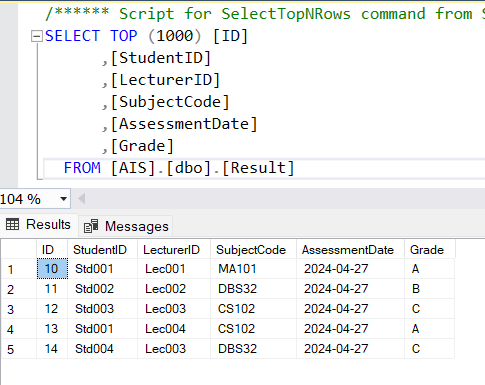 /****** Script for SelectTopNRows command from
SELECT TOP (1000) [ID]
,[StudentID]
,[LecturerID]
,[SubjectCode]
,[AssessmentDate]
,[Grade]
FROM [AIS].[dbo].[Result]
104 %
Results Messages
ID StudentID LecturerID SubjectCode AssessmentDate Grade
1 10 Std001 Lec001 MA101 2024-04-27 A
2 11 Std002 Lec002 DBS32 2024-04-27 B
3 12 Std003 Lec003 CS102 2024-04-27 C
4 13 Std001 Lec004 CS102 2024-04-27 A
5 14 Std004 Lec003 DBS32 2024-04-27 C